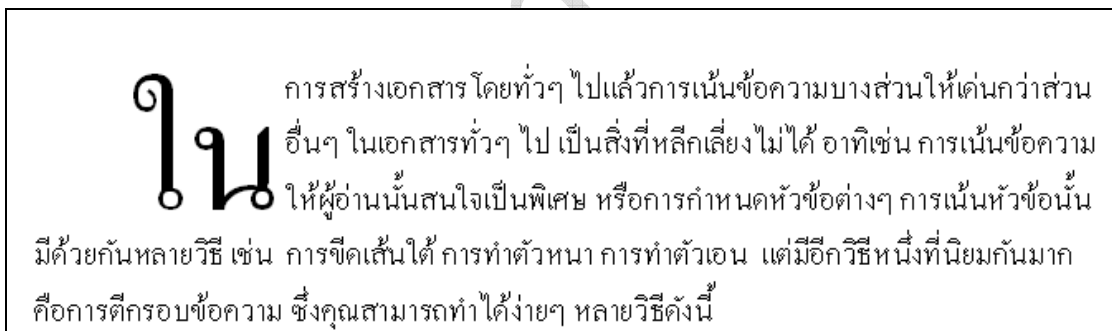 ใน
การสร้างเอกสารโดยทั่วๆ ไปแล้วการเน้นข้อความบางส่วนให้เด่นกว่าส่วน
อื่นๆ ในเอกสารทั่วๆ ไป เป็นสิ่งที่หลีกเลี่ยงไม่ได้ อาทิเช่น การเน้นข้อความ
ให้ผู้อ่านนั้นสนใจเป็นพิเศษ หรือการกำหนดหัวข้อต่างๆ การเน้นหัวข้อนั้น
มีด้วยกันหลายวิธี เช่น การขีดเส้นใต้ การทำตัวหนา การทำตัวเอน แต่มีอีกวิธีหนึ่งที่นิยมกันมาก
คือการตีกรอบข้อความ ซึ่งคุณสามารถทำได้ง่ายๆ หลายวิธีดังนี้